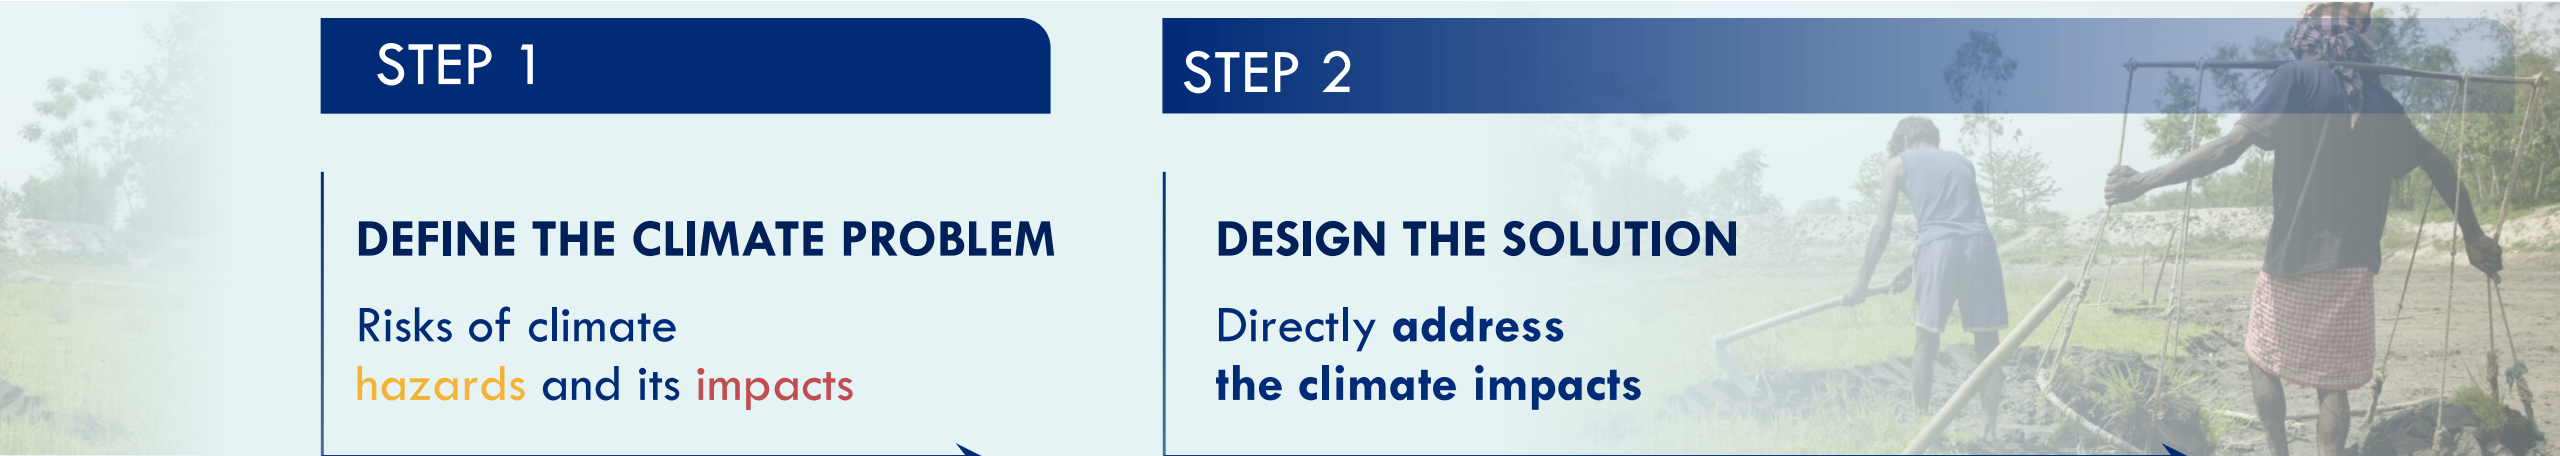 STEP 1
DEFINE THE CLIMATE PROBLEM
Risks of climate
hazards and its impacts
STEP 2
DESIGN THE SOLUTION
Directly address
the climate impacts